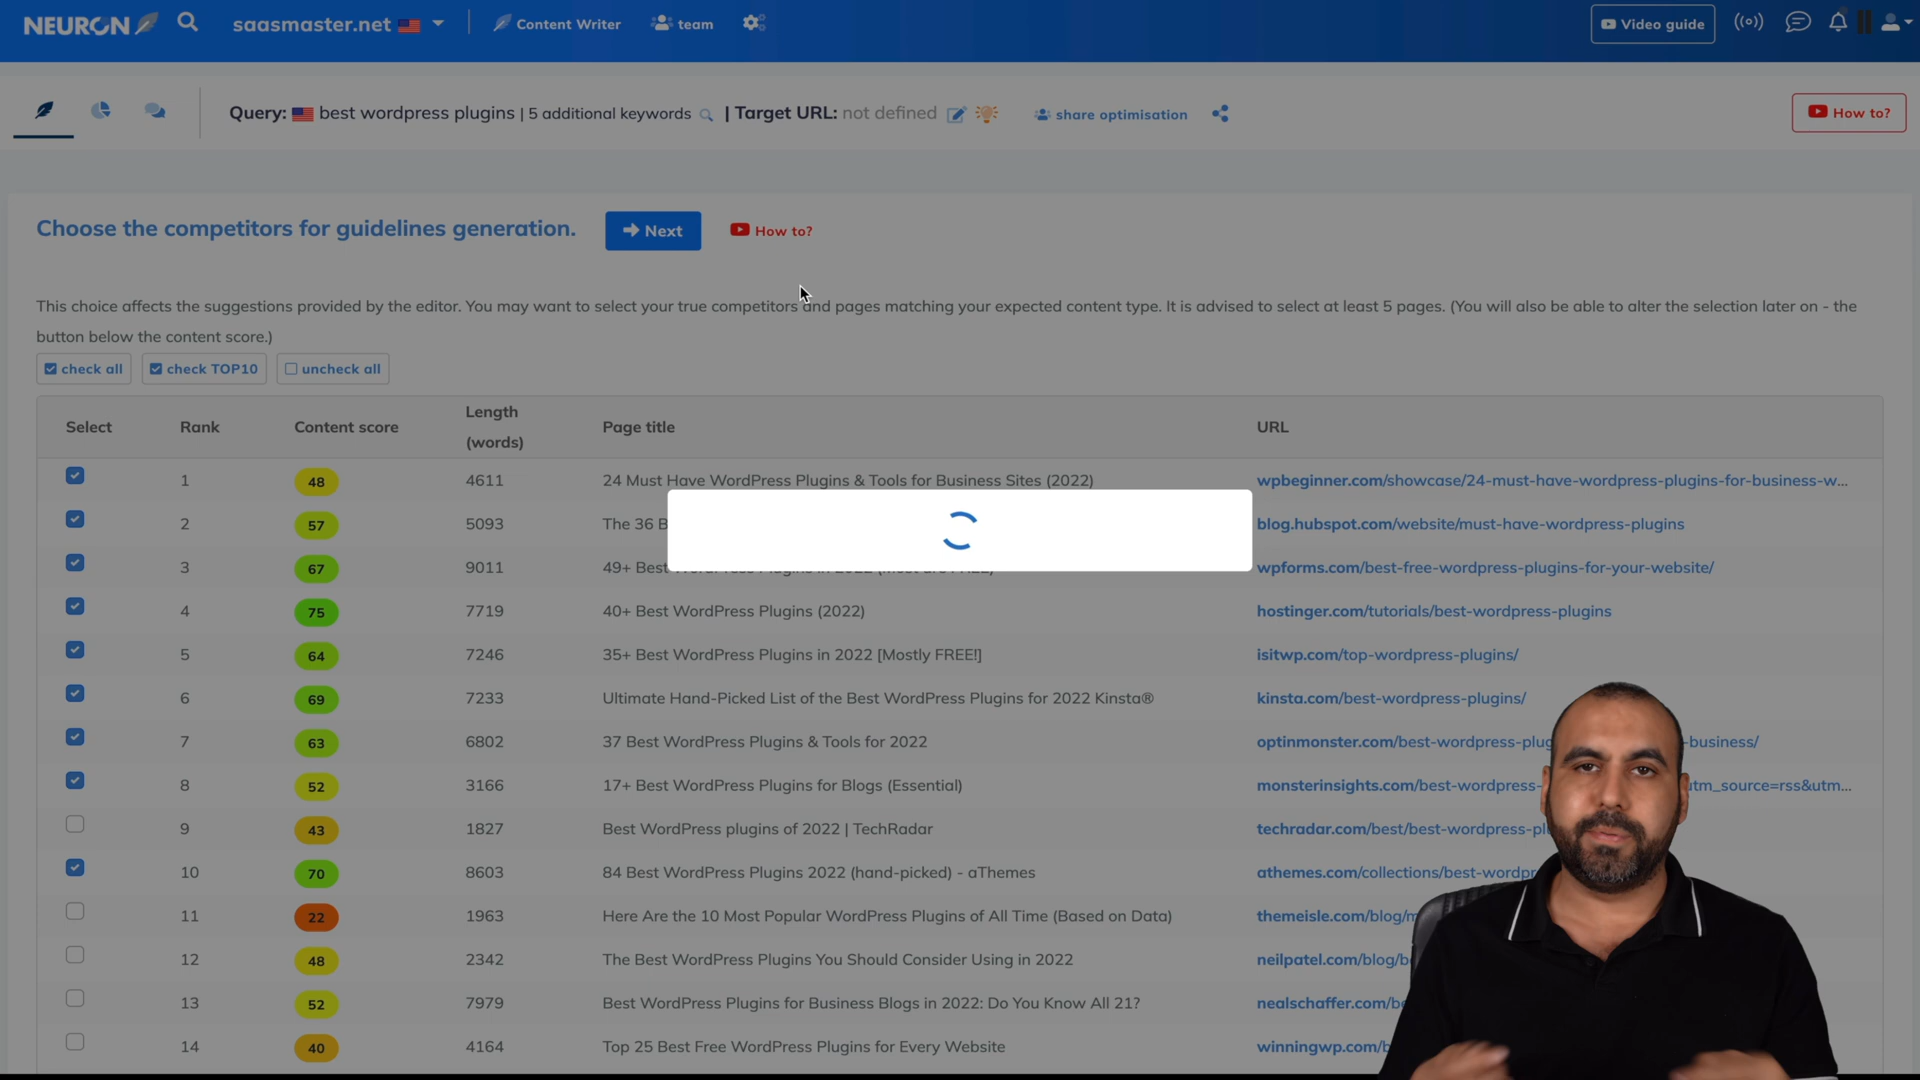 NEURON saasmaster.net Content Writer team Video guide
Query: best wordpress plugins | 5 additional keywords | Target URL: not defined share optimisation How to?
Choose the competitors for guidelines generation. Next How to?
This choice affects the suggestions provided by the editor. You may want to select your true competitors and pages matching your expected content type. It is advised to select at least 5 pages. (You will also be able to alter the selection later on - the
button below the content score.)
check all check TOP10 uncheck all
Select Rank Content score Length (words) Page title URL
1 48 4611 24 Must Have WordPress Plugins & Tools for Business Sites (2022) wpbeginner.com/showcase/24-must-have-wordpress-plugins-for-business-w...
2 57 5093 The 36 B blog.hubspot.com/website/must-have-wordpress-plugins
3 67 9011 49+ Best WordPress Plugins in 2022 (Most are FREE) wpforms.com/best-free-wordpress-plugins-for-your-website/
4 75 7719 40+ Best WordPress Plugins (2022) hostinger.com/tutorials/best-wordpress-plugins
5 64 7246 35+ Best WordPress Plugins in 2022 [Mostly FREE!] isitwp.com/top-wordpress-plugins/
6 69 7233 Ultimate Hand-Picked List of the Best WordPress Plugins for 2022 Kinsta® kinsta.com/best-wordpress-plugins/
7 63 6802 37 Best WordPress Plugins & Tools for 2022 optinmonster.com/best-wordpress-plug -business/
8 52 3166 17+ Best WordPress Plugins for Blogs (Essential) monsterinsights.com/best-wordpress- utm_source=rss&utm...
9 43 1827 Best WordPress plugins of 2022 | TechRadar techradar.com/best/best-wordpress-pl
10 70 8603 84 Best WordPress Plugins 2022 (hand-picked) - aThemes athemes.com/collections/best-wordpr
11 22 1963 Here Are the 10 Most Popular WordPress Plugins of All Time (Based on Data) themeisle.com/blog/m
12 48 2342 The Best WordPress Plugins You Should Consider Using in 2022 neilpatel.com/blog/b
13 52 7979 Best WordPress Plugins for Business Blogs in 2022: Do You Know All 21? nealschaffer.com/be
14 40 4164 Top 25 Best Free WordPress Plugins for Every Website winningwp.com/b